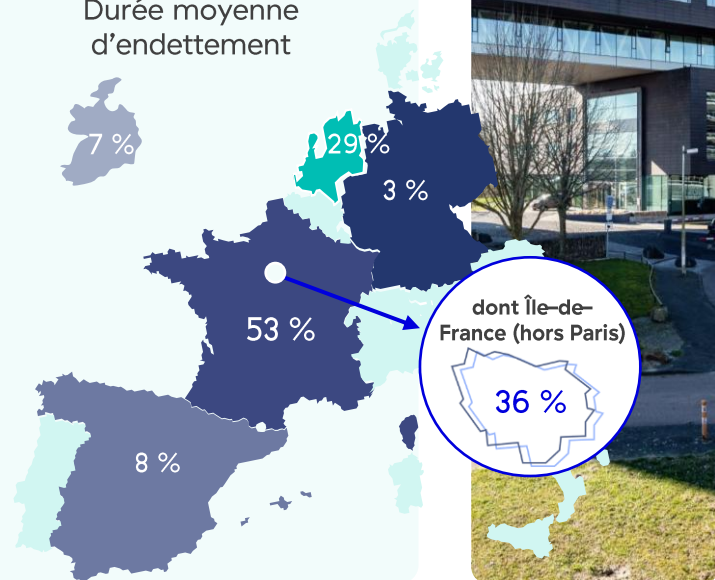 Durée moyenne
d'endettement
7 %
29 %
3 %
dont Île-de-
France (hors Paris)
53 %
36 %
8 %